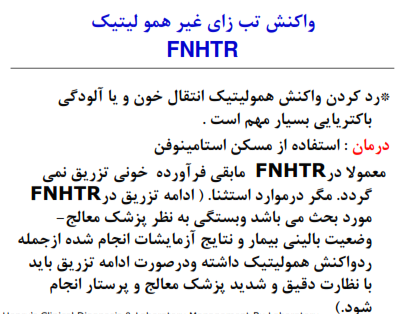 واکنش تب زای غیر همو لیتیک
FNHTR
※رد کردن واکنش همولیتیک انتقال خون و یا آلودگی
باکتریایی بسیار مهم است .
درمان : استفاده از مسکن استامینوفن
معمولا در FNHTR مابقی فرآورده خونی تزریق نمی
گردد. مگر درموارد استثنا. ( ادامه تزریق در FNHTR
مورد بحث می باشد وبستگی به نظر پزشک معالج-
وضعیت بالینی بیمار و نتایج آزمایشات انجام شده ازجمله
ردواکنش همولیتیک داشته ودرصورت ادامه تزریق باید
با نظارت دقیق و شدید پزشک معالج و پرستار انجام
شود.)